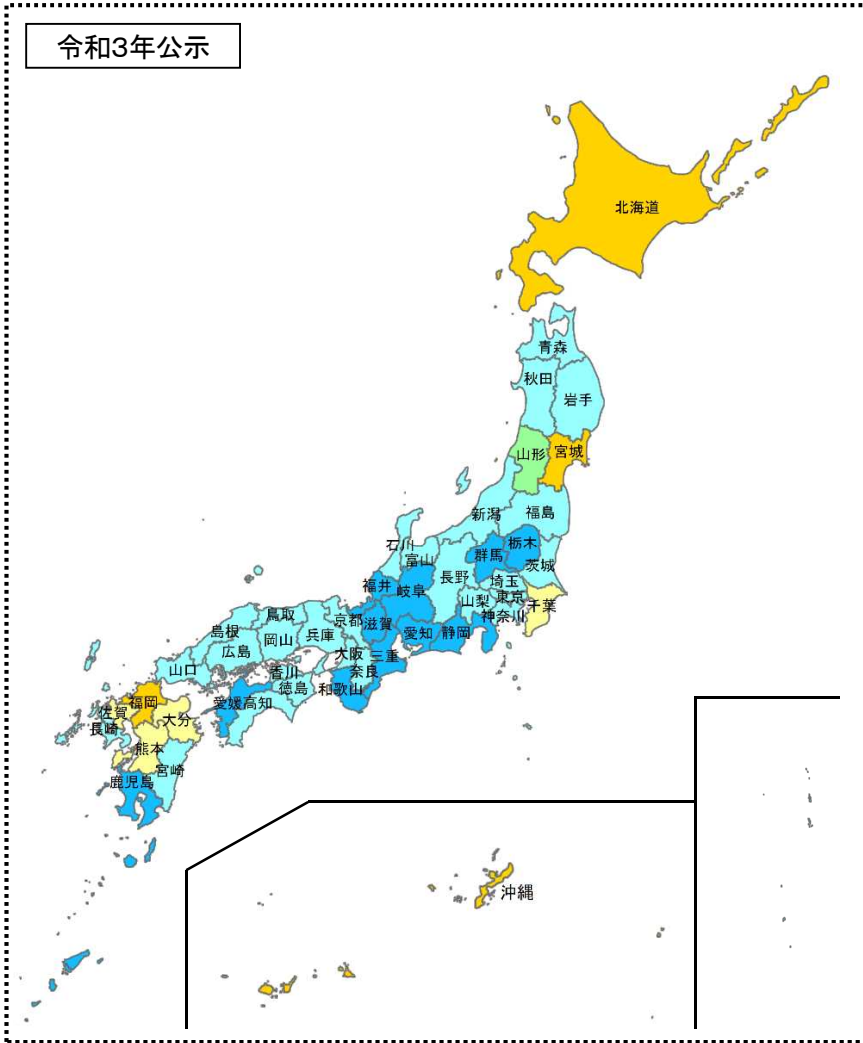 令和3年公示
北海道
青森
秋田
岩手
山形
宮城
新潟
福島
石川
富山
群馬
栃木
茨城
長野
福井
岐阜
埼玉
山梨
東京
千葉
神奈川
京都
滋賀
愛知
静岡
鳥取
島根
岡山
兵庫
広島
大阪
三重
奈良
山口
香川
徳島
和歌山
愛媛
高知
福岡
佐賀
大分
長崎
熊本
宮崎
鹿児島
沖縄